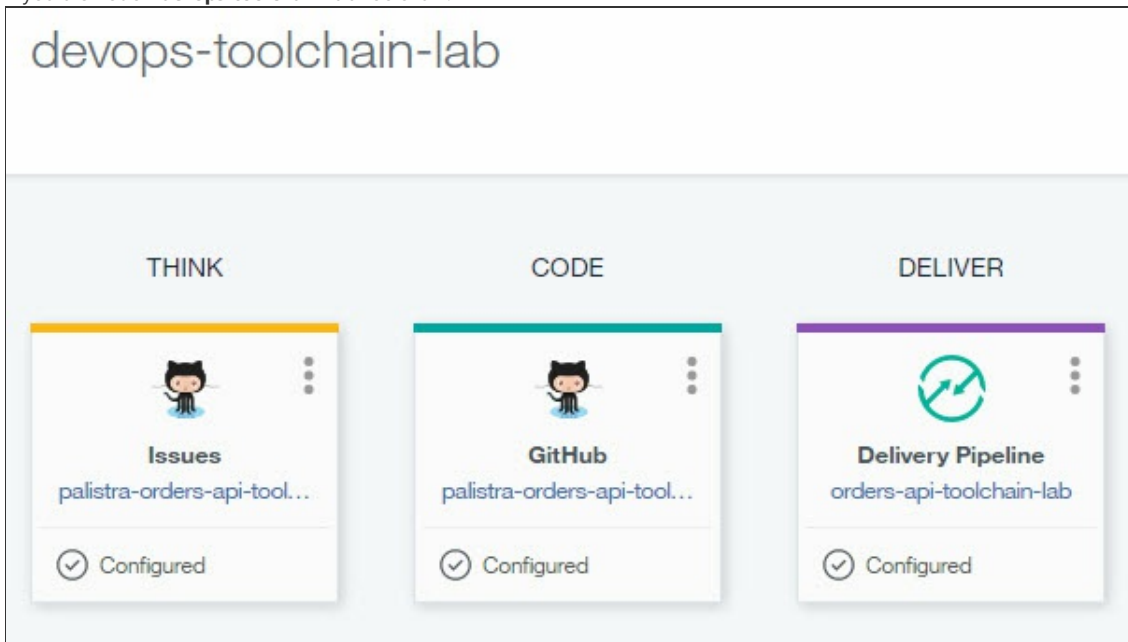 devops-toolchain-lab
THINK
CODE
DELIVER
Issues
palistra-orders-api-tool...
Configured
GitHub
palistra-orders-api-tool...
Configured
Delivery Pipeline
orders-api-toolchain-lab
Configured